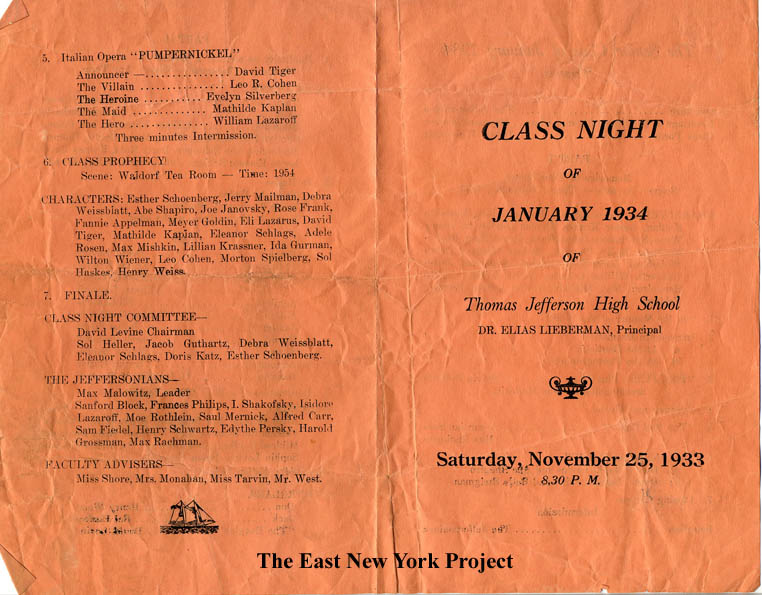 5. Italian Opera "PUMPERNICKEL"
Announcer —................ David Tiger
The Villain ................ Leo R. Cohen
The Heroine ........... Evelyn Silverberg
The Maid .............. Mathilde Kaplan
The Hero ............... William Lazaroff
Three minutes Intermission.
6. CLASS PROPHECY
Scene: Waldorf Tea Room — Time: 1954
CHARACTERS: Esther Schoenberg, Jerry Mailman, Debra
Weissblatt, Abe Shapiro, Joe Janovsky, Rose Frank,
Fannie Appelman, Meyer Goldin, Eli Lazarus, David
Tiger, Mathilde Kaplan, Eleanor Schlags, Adele
Rosen, Max Mishkin, Lillian Krassner, Ida Gurman,
Wilton Wiener, Leo Cohen, Morton Spielberg, Sol
Haskes, Henry Weiss.
7. FINALE.
CLASS NIGHT COMMITTEE—
David Levine Chairman
Sol Heller, Jacob Guthartz, Debra Weissblatt,
Eleanor Schlags, Doris Katz, Esther Schoenberg.
THE JEFFERSONIANS—
Max Malowitz, Leader
Sanford Block, Frances Philips, I. Shakofsky, Isidore
Lazaroff, Moe Rothlein, Saul Mernick, Alfred Carr,
Sam Fiedel, Henry Schwartz, Edythe Persky, Harold
Grossman, Max Rachman.
FACULTY ADVISERS—
Miss Shore, Mrs. Monahan, Miss Tarvin, Mr. West.
CLASS NIGHT
OF
JANUARY 1934
OF
Thomas Jefferson High School
DR. ELIAS LIEBERMAN, Principal
Saturday, November 25, 1933
8,30 P. M.
The East New York Project